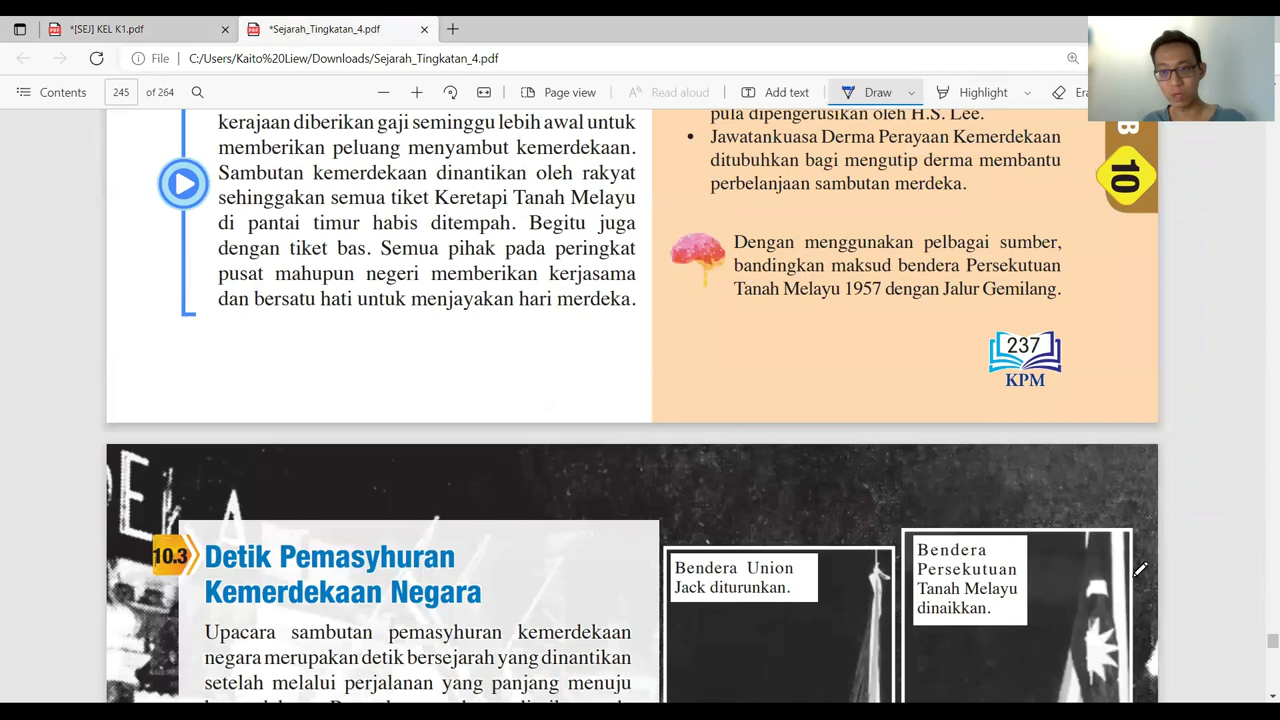 *[SEJ] KEL K1.pdf
*Sejarah_Tingkatan_4.pdf
File
C:/Users/Kaito%20Liew/Downloads/Sejarah_Tingkatan_4.pdf
Contents
245
of 264
Page view
Read aloud
Add text
Draw
Highlight
Era
kerajaan diberikan gaji seminggu lebih awal untuk
memberikan peluang menyambut kemerdekaan.
Sambutan kemerdekaan dinantikan oleh rakyat
sehinggakan semua tiket Keretapi Tanah Melayu
di pantai timur habis ditempah. Begitu juga
dengan tiket bas. Semua pihak pada peringkat
pusat mahupun negeri memberikan kerjasama
dan bersatu hati untuk menjayakan hari merdeka.
pula dipengerusikan oleh H.S. Lee.
• Jawatankuasa Derma Perayaan Kemerdekaan
ditubuhkan bagi mengutip derma membantu
perbelanjaan sambutan merdeka.
Dengan menggunakan pelbagai sumber,
bandingkan maksud bendera Persekutuan
Tanah Melayu 1957 dengan Jalur Gemilang.
237
KPM
B
10
10.3
Detik Pemasyhuran
Kemerdekaan Negara
Upacara sambutan pemasyhuran kemerdekaan
negara merupakan detik bersejarah yang dinantikan
setelah melalui perjalanan yang panjang menuju
Bendera Union
Jack diturunkan.
Bendera
Persekutuan
Tanah Melayu
dinaikkan.